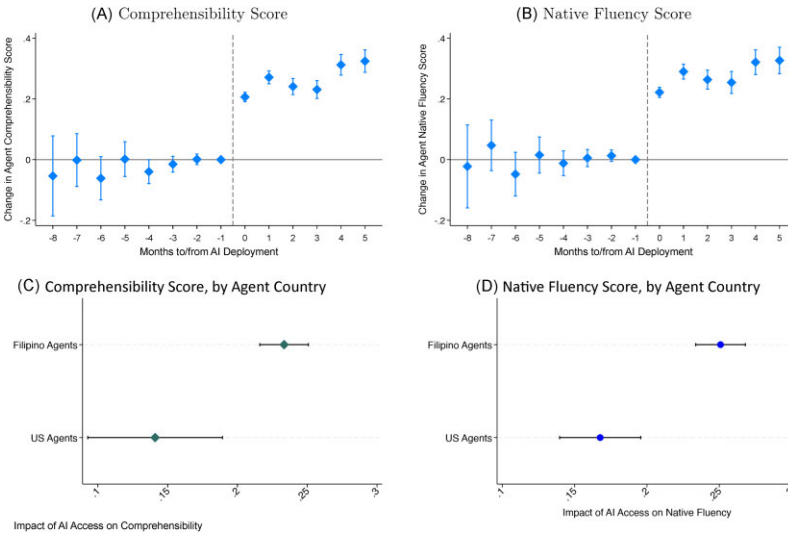 (A) Comprehensibility Score
Change in Agent Comprehensibility Score
.4
.2
0
-.2
-8 -7 -6 -5 -4 -3 -2 -1 0 1 2 3 4 5
Months to/from AI Deployment
(B) Native Fluency Score
Change in Agent Native Fluency Score
.4
.2
0
-.2
-8 -7 -6 -5 -4 -3 -2 -1 0 1 2 3 4 5
Months to/from AI Deployment
(C) Comprehensibility Score, by Agent Country
Filipino Agents
US Agents
.1 .15 .2 .25 .3
Impact of AI Access on Comprehensibility
(D) Native Fluency Score, by Agent Country
Filipino Agents
US Agents
.1 .15 .2 .25
Impact of AI Access on Native Fluency